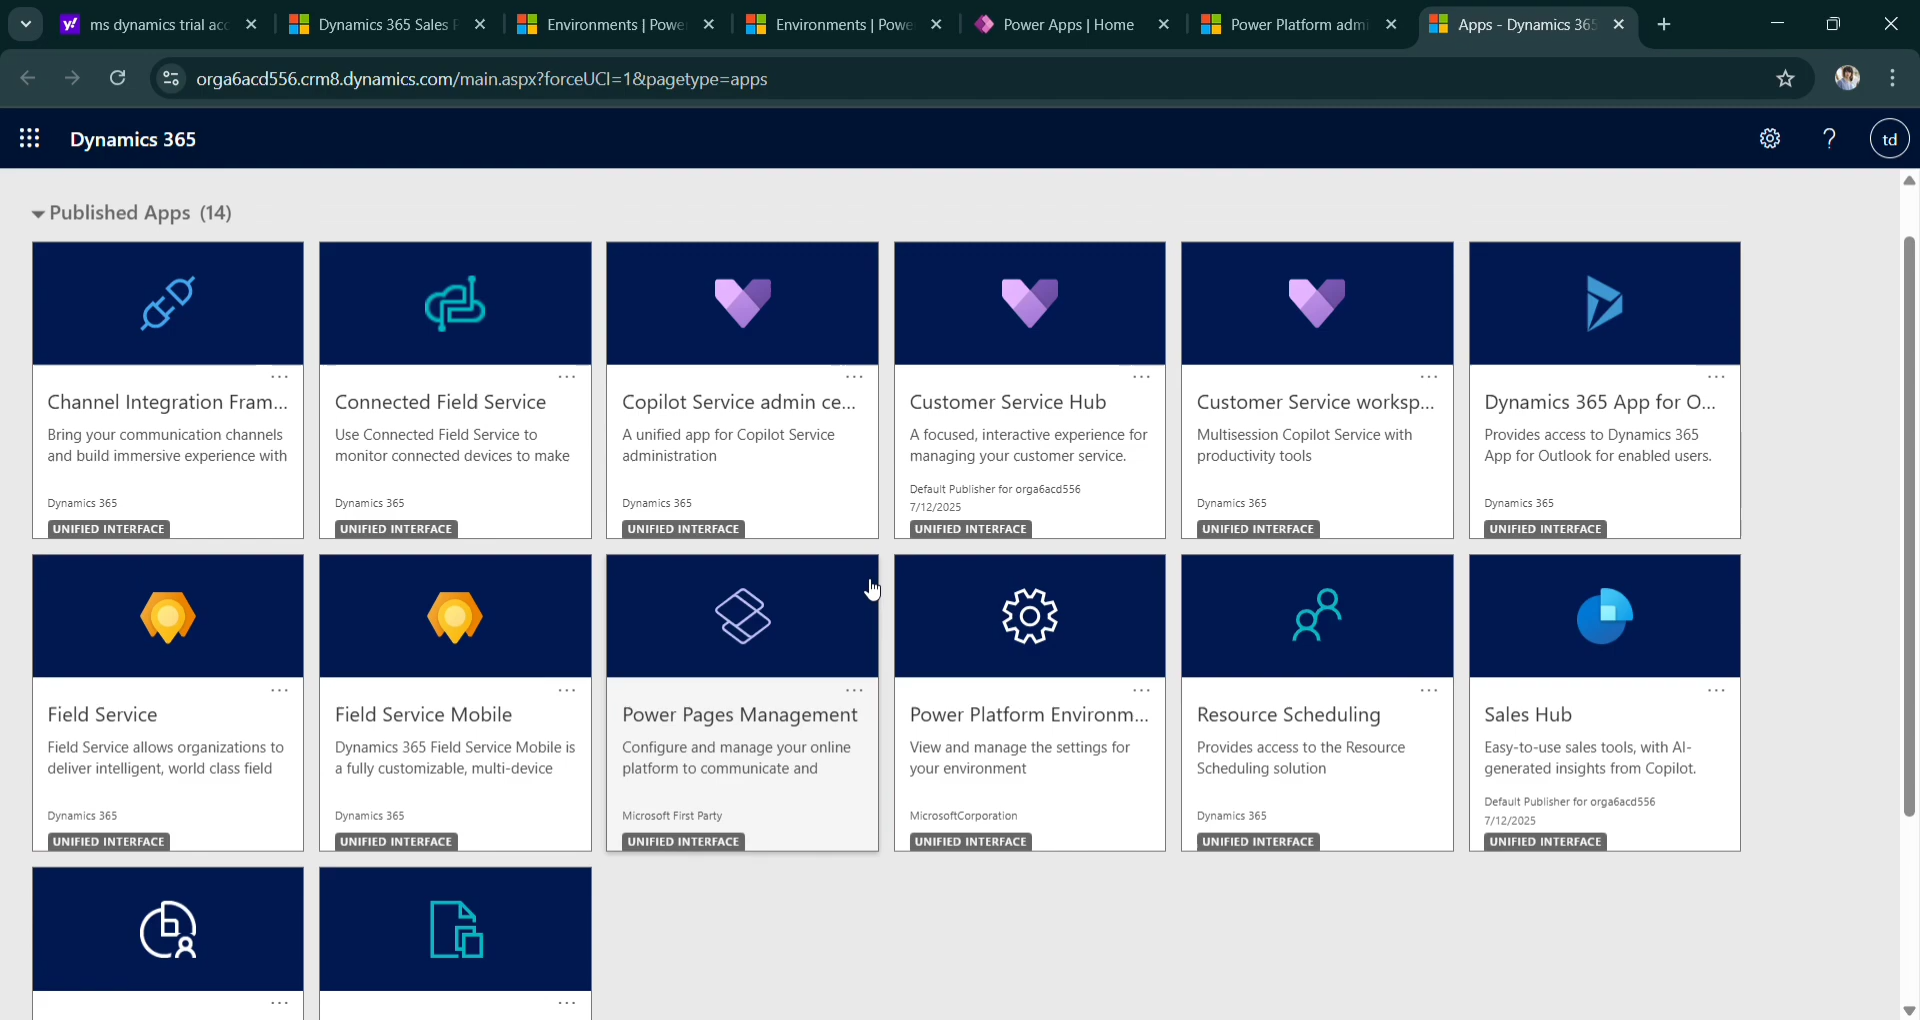 ms dynamics trial acc
Dynamics 365 Sales P
Environments | Power
Environments | Power
Power Apps | Home
Power Platform admi
Apps - Dynamics 365
orga6acd556.crm8.dynamics.com/main.aspx?forceUCI=1&pagetype=apps
Dynamics 365
?
td
Published Apps (14)
Channel Integration Fram...
Bring your communication channels
and build immersive experience with
Dynamics 365
UNIFIED INTERFACE
Connected Field Service
Use Connected Field Service to
monitor connected devices to make
Dynamics 365
UNIFIED INTERFACE
Copilot Service admin ce...
A unified app for Copilot Service
administration
Dynamics 365
UNIFIED INTERFACE
Customer Service Hub
A focused, interactive experience for
managing your customer service.
Default Publisher for orga6acd556
7/12/2025
UNIFIED INTERFACE
Customer Service worksp...
Multisession Copilot Service with
productivity tools
Dynamics 365
UNIFIED INTERFACE
Dynamics 365 App for O...
Provides access to Dynamics 365
App for Outlook for enabled users.
Dynamics 365
UNIFIED INTERFACE
Field Service
Field Service allows organizations to
deliver intelligent, world class field
Dynamics 365
UNIFIED INTERFACE
Field Service Mobile
Dynamics 365 Field Service Mobile is
a fully customizable, multi-device
Dynamics 365
UNIFIED INTERFACE
Power Pages Management
Configure and manage your online
platform to communicate and
Microsoft First Party
UNIFIED INTERFACE
Power Platform Environm...
View and manage the settings for
your environment
MicrosoftCorporation
UNIFIED INTERFACE
Resource Scheduling
Provides access to the Resource
Scheduling solution
Dynamics 365
UNIFIED INTERFACE
Sales Hub
Easy-to-use sales tools, with AI-
generated insights from Copilot.
Default Publisher for orga6acd556
7/12/2025
UNIFIED INTERFACE